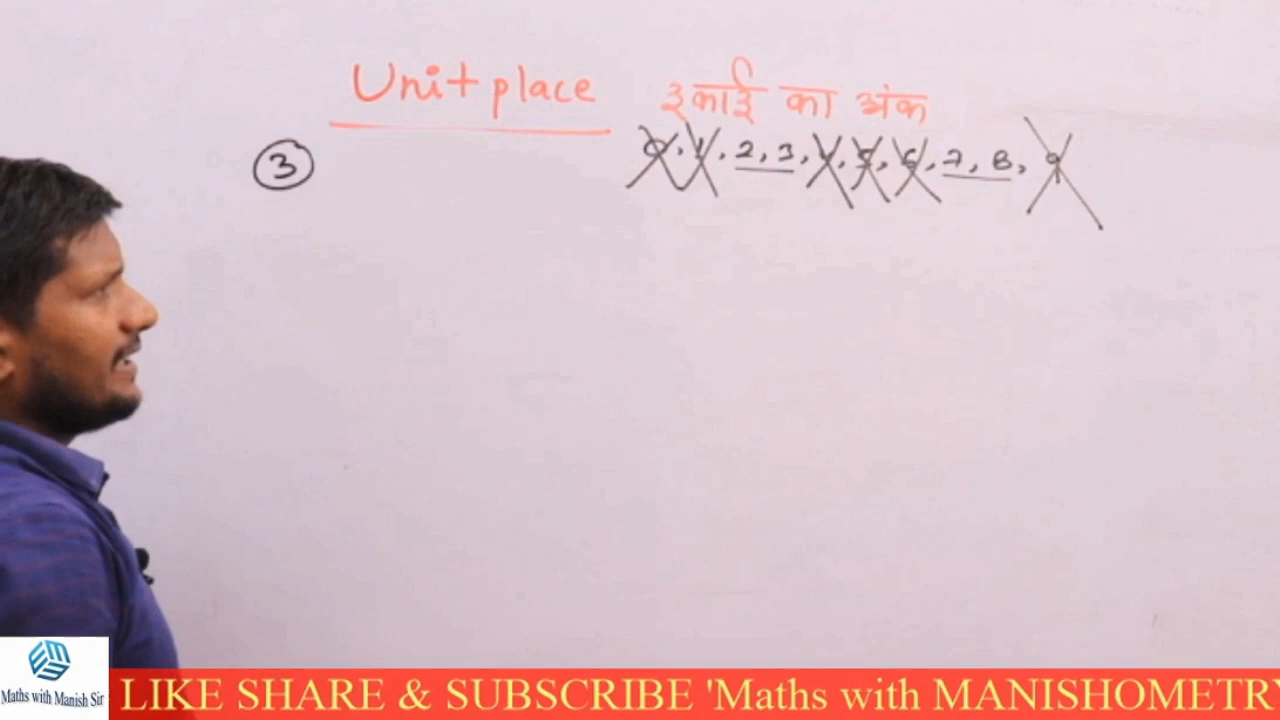 Unit place इकाई का अंक
③ 0, 1, 2, 3, 4, 5, 6, 7, 8, 9
Maths with Manish Sir
LIKE SHARE & SUBSCRIBE 'Maths with MANISHOMETRY